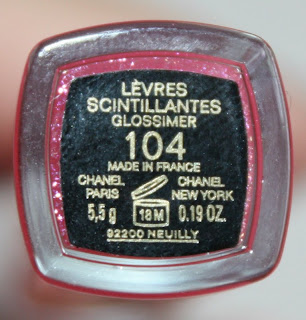 LÈVRES
SCINTILLANTES
GLOSSIMER
104
MADE IN FRANCE
CHANEL CHANEL
PARIS NEW YORK
5,5 g 18M 0.19 OZ.
92200 NEUILLY